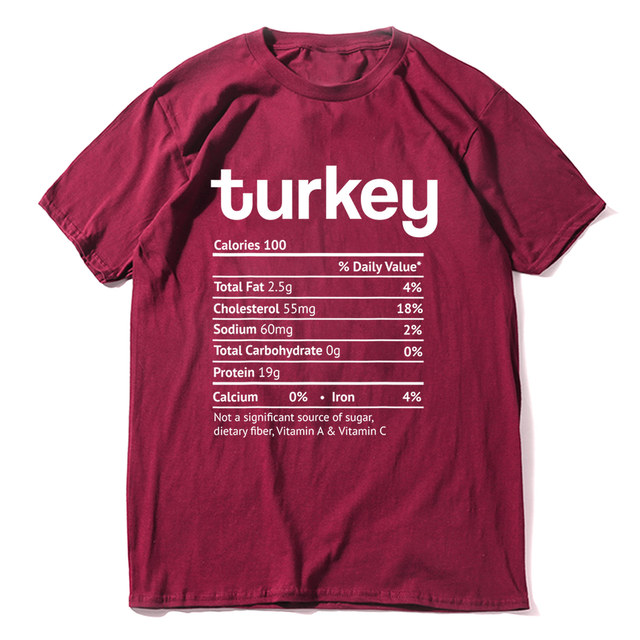 turkey
Calories 100
% Daily Value*
Total Fat 2.5g 4%
Cholesterol 55mg 18%
Sodium 60mg 2%
Total Carbohydrate 0g 0%
Protein 19g
Calcium 0% • Iron 4%
Not a significant source of sugar,
dietary fiber, Vitamin A & Vitamin C